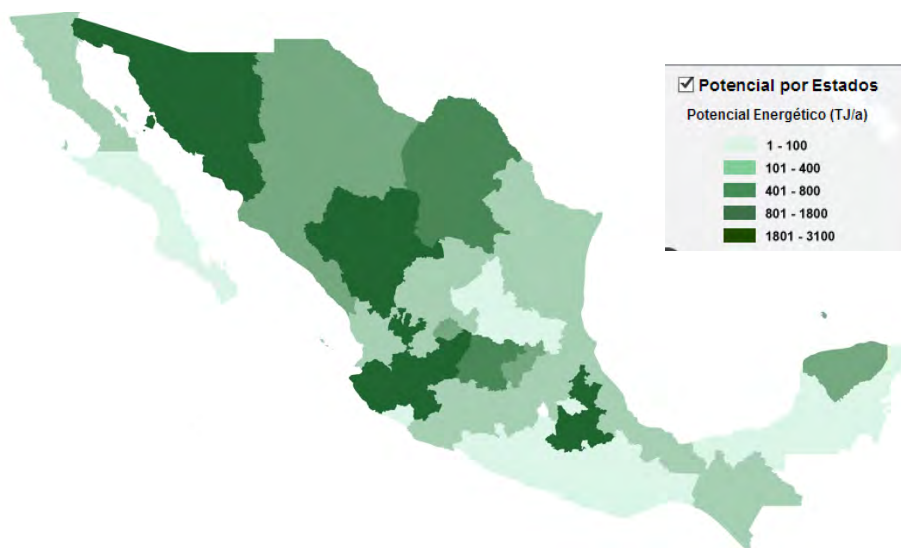 Potencial por Estados
Potencial Energético (TJ/a)
1 - 100
101 - 400
401 - 800
801 - 1800
1801 - 3100